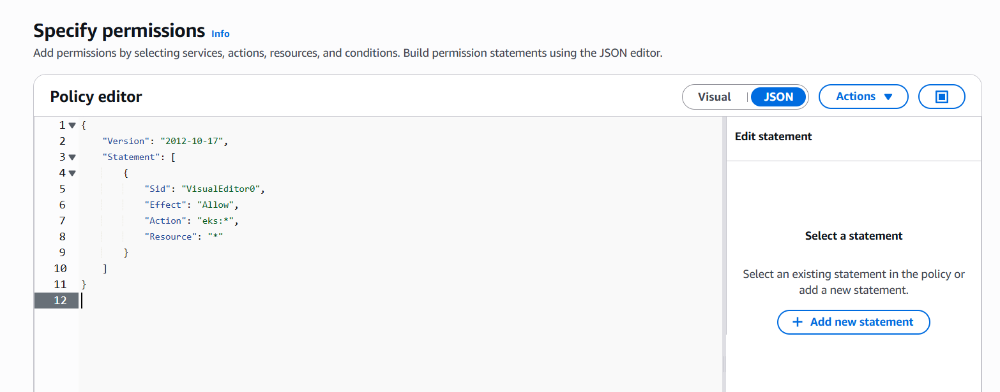 Specify permissions Info
Add permissions by selecting services, actions, resources, and conditions. Build permission statements using the JSON editor.
Policy editor
Visual | JSON
Actions
1 {
2 "Version": "2012-10-17",
3 "Statement": [
4 {
5 "Sid": "VisualEditor0",
6 "Effect": "Allow",
7 "Action": "eks:*",
8 "Resource": "*"
9 }
10 ]
11 }
12
Edit statement
Select a statement
Select an existing statement in the policy or
add a new statement.
+ Add new statement